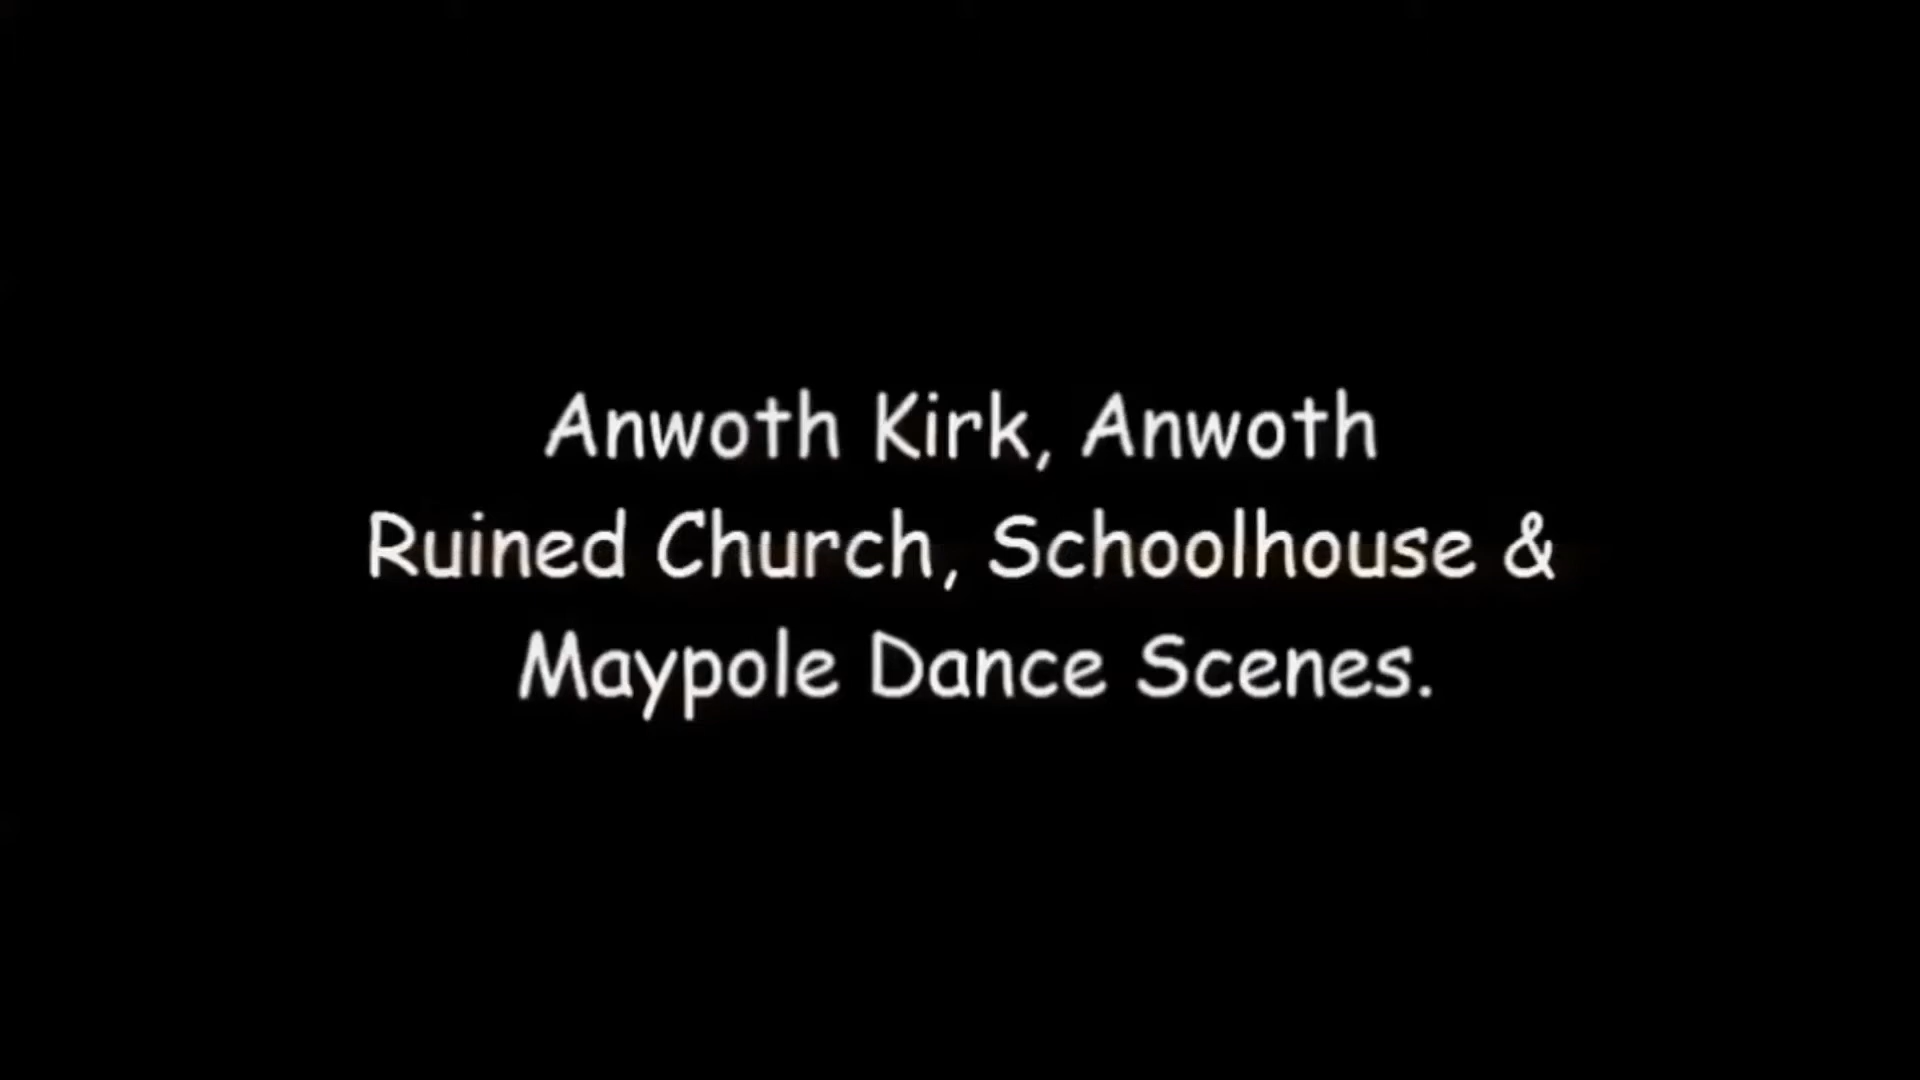 Anwoth Kirk, Anwoth
Ruined Church, Schoolhouse &
Maypole Dance Scenes.